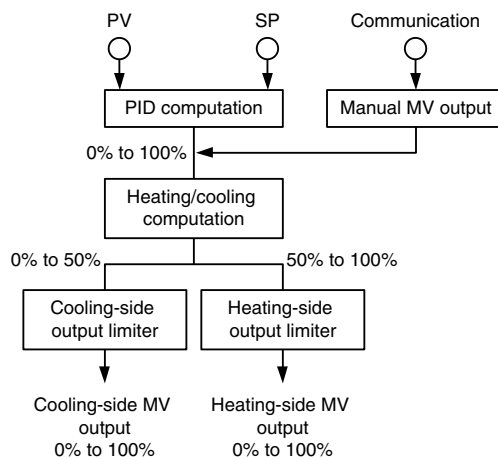 PV
SP
Communication
PID computation
Manual MV output
0% to 100%
Heating/cooling
computation
0% to 50%
50% to 100%
Cooling-side
output limiter
Heating-side
output limiter
Cooling-side MV
output
0% to 100%
Heating-side MV
output
0% to 100%